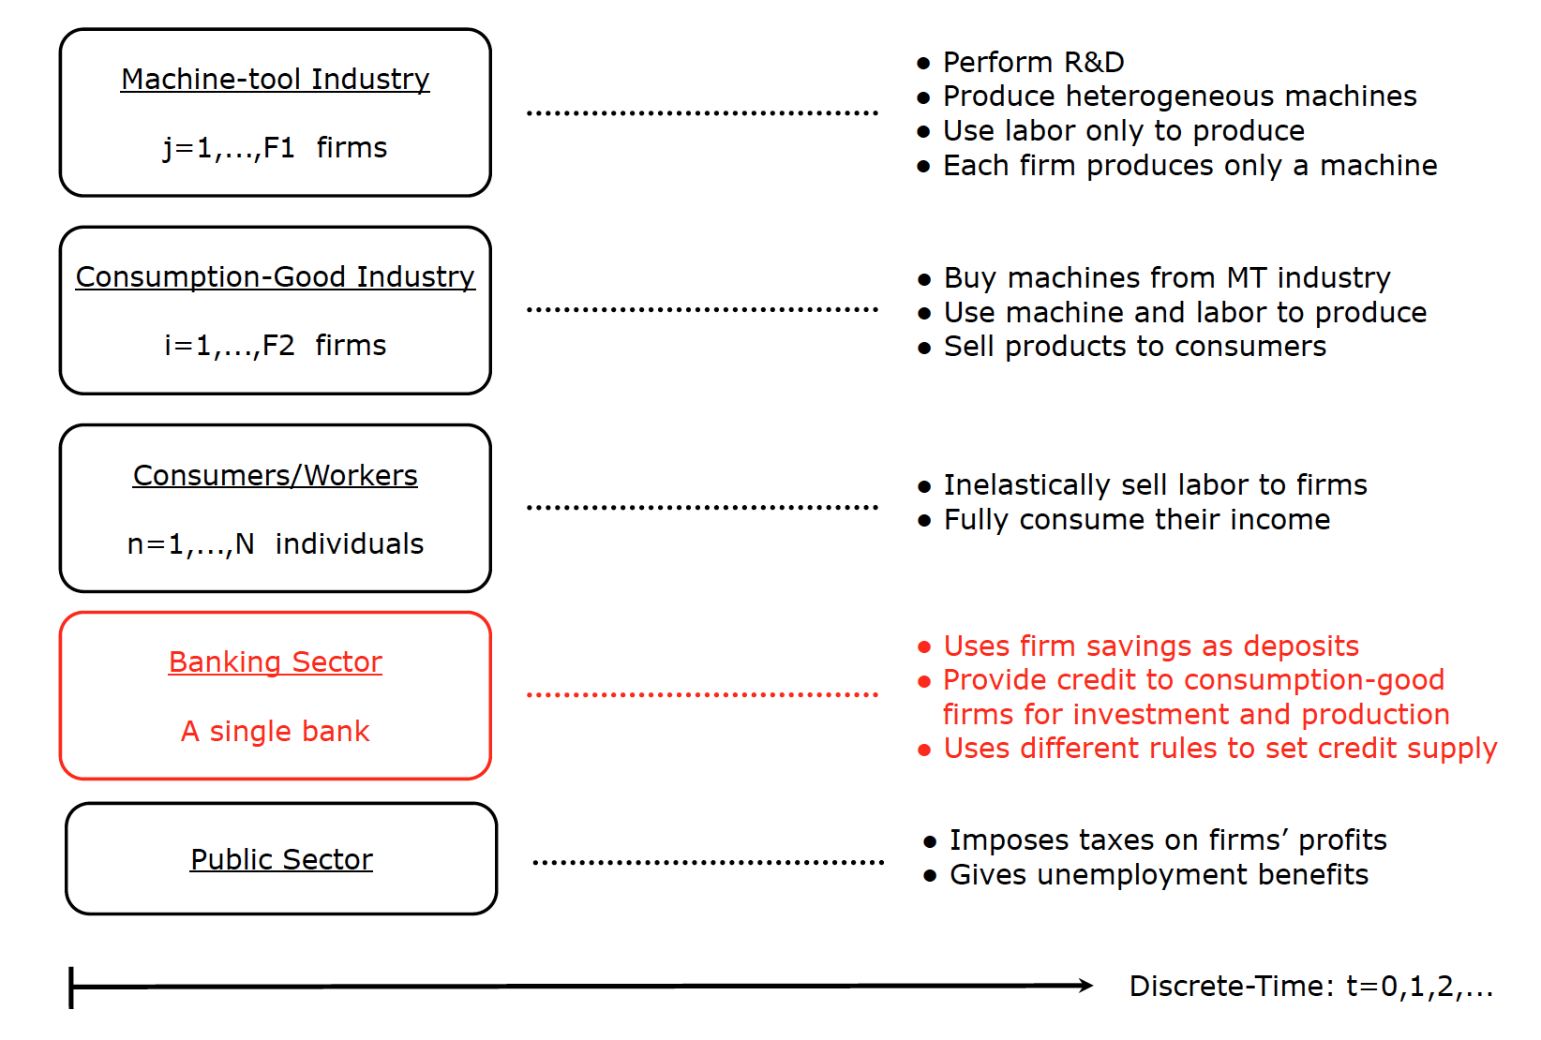 Machine-tool Industry
j=1,...,F1 firms
● Perform R&D
● Produce heterogeneous machines
● Use labor only to produce
● Each firm produces only a machine
Consumption-Good Industry
i=1,...,F2 firms
● Buy machines from MT industry
● Use machine and labor to produce
● Sell products to consumers
Consumers/Workers
n=1,...,N individuals
● Inelastically sell labor to firms
● Fully consume their income
Banking Sector
A single bank
● Uses firm savings as deposits
● Provide credit to consumption-good
firms for investment and production
● Uses different rules to set credit supply
Public Sector
● Imposes taxes on firms’ profits
● Gives unemployment benefits
Discrete-Time: t=0,1,2,...